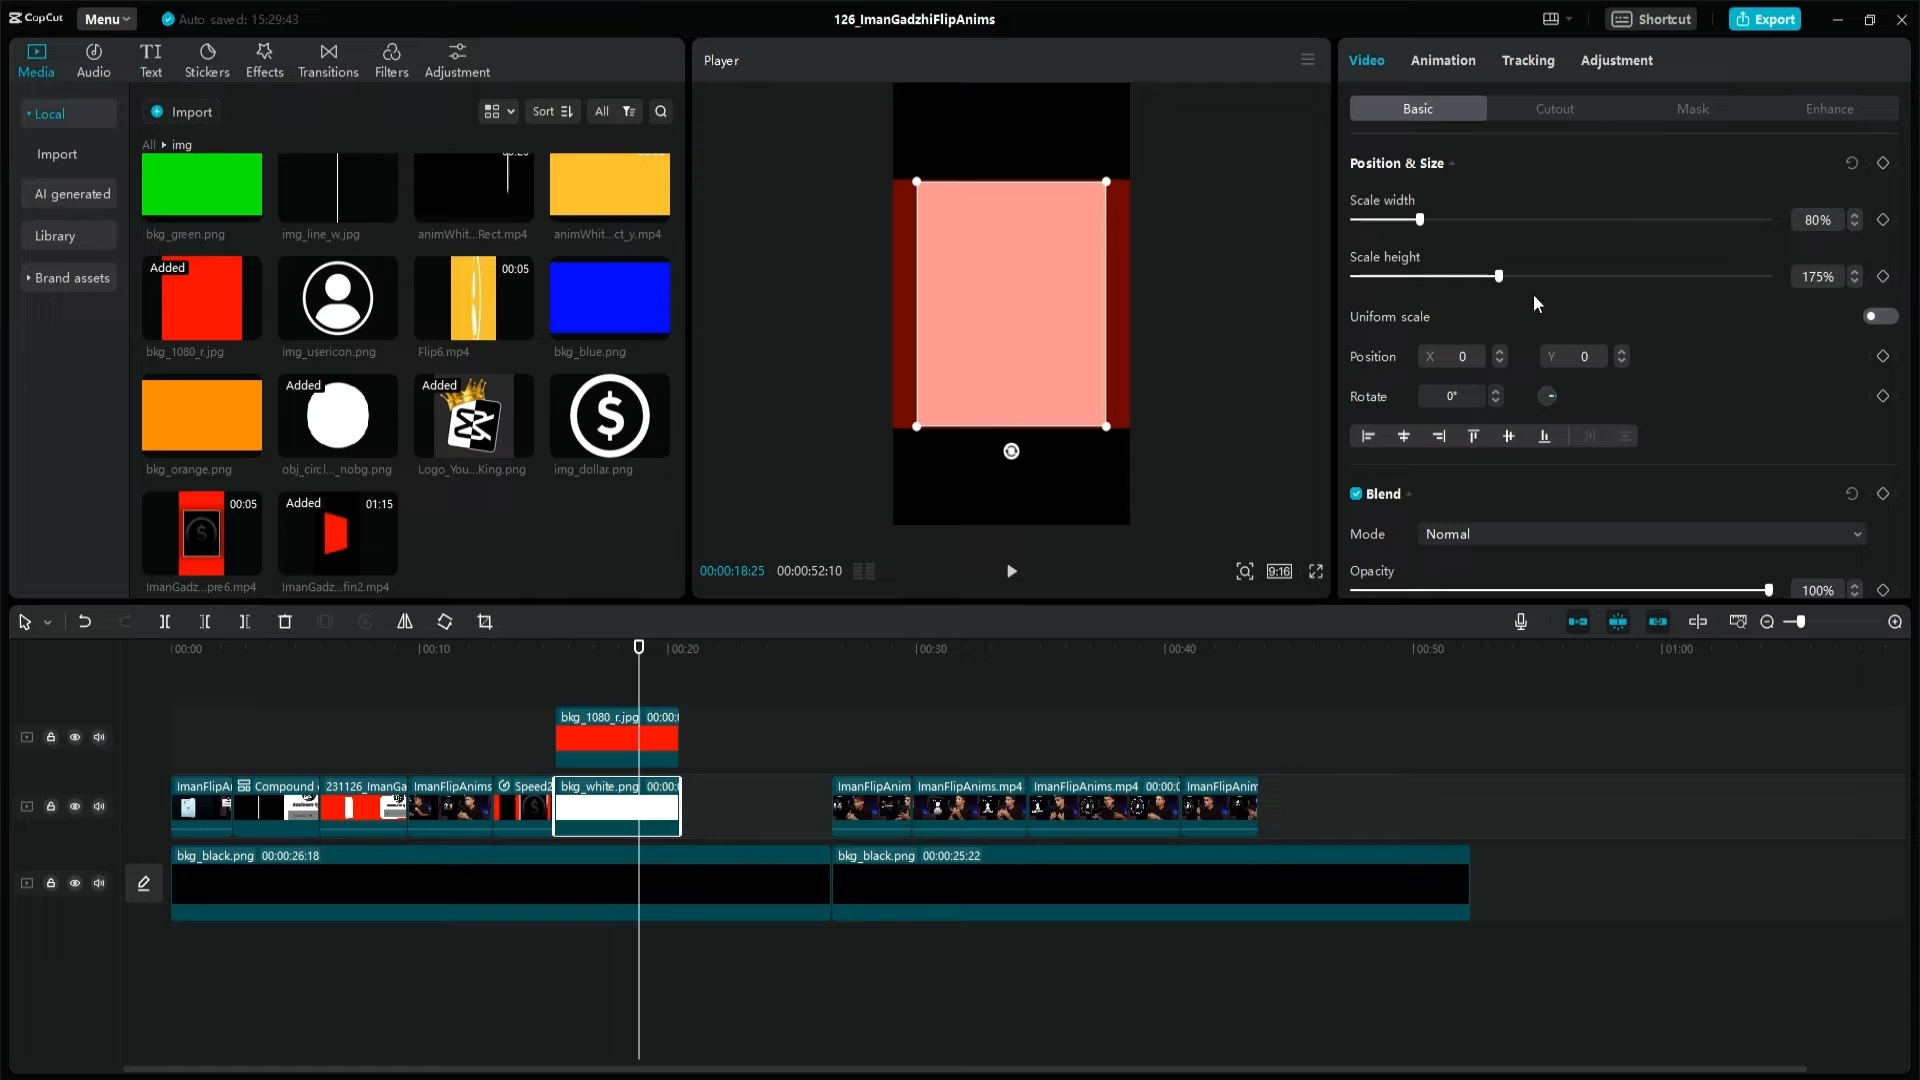 CapCut
Menu
Auto saved: 15:29:43
126_ImanGadzhiFlipAnims
Shortcut
Export
Media
Audio
Text
Stickers
Effects
Transitions
Filters
Adjustment
Local
Import
AI generated
Library
Brand assets
Import
Sort
All
All
img
bkg_green.png
img_line_w.jpg
animWhit...Rect.mp4
animWhit...ct_y.mp4
Added
00:05
bkg_1080_r.jpg
img_usericon.png
Flip6.mp4
bkg_blue.png
Added
Added
bkg_orange.png
obj_circl..._nobg.png
Logo_You...King.png
img_dollar.png
00:05
Added
01:15
ImanGadz...pre6.mp4
ImanGadz...fin2.mp4
Player
00:00:18:25
00:00:52:10
9:16
Video
Animation
Tracking
Adjustment
Basic
Cutout
Mask
Enhance
Position & Size
Scale width
80%
Scale height
175%
Uniform scale
Position
X
0
Y
0
Rotate
0°
Blend
Mode
Normal
Opacity
100%
00:00
00:10
00:20
00:30
00:40
00:50
01:00
bkg_1080_r.jpg
00:00:
ImanFlipA
Compound
231126_ImanGa
ImanFlipAnims
Speed2
bkg_white.png
00:00:
ImanFlipAnim
ImanFlipAnims.mp4
ImanFlipAnims.mp4
00:00:
ImanFlipAnim
bkg_black.png
00:00:26:18
bkg_black.png
00:00:25:22